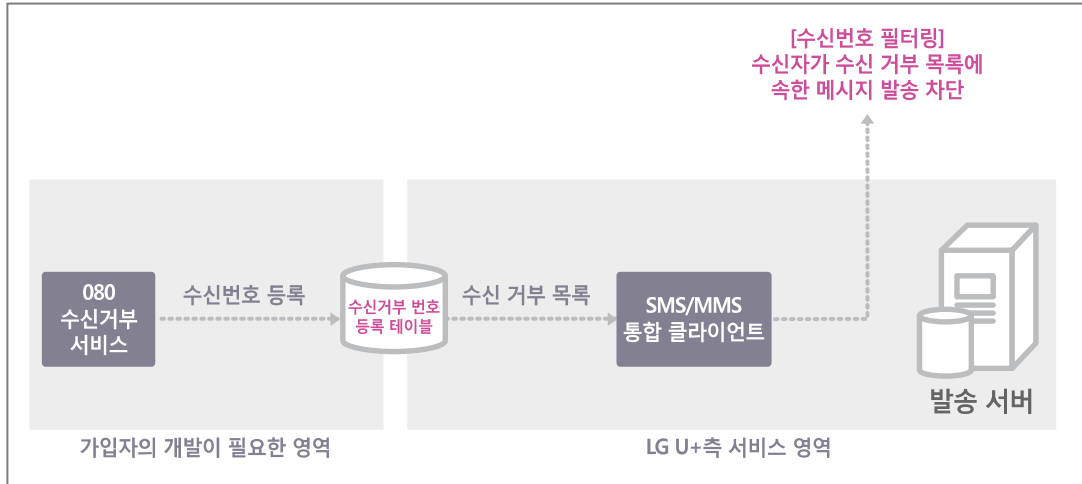 [수신번호 필터링]
수신자가 수신 거부 목록에
속한 메시지 발송 차단
080
수신거부
서비스
수신번호 등록
수신거부 번호
등록 테이블
수신 거부 목록
SMS/MMS
통합 클라이언트
발송 서버
가입자의 개발이 필요한 영역
LG U+측 서비스 영역